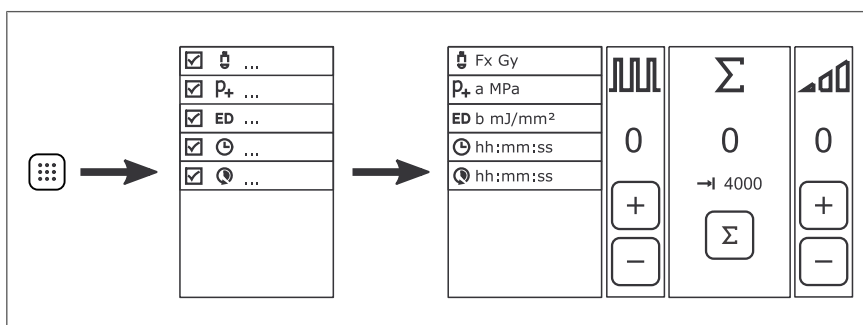 ...
P+ ...
ED ...
...
...
Fx Gy
P+ a MPa
ED b mJ/mm²
hh:mm:ss
hh:mm:ss
0
+
−
Σ
0
→| 4000
Σ
0
+
−